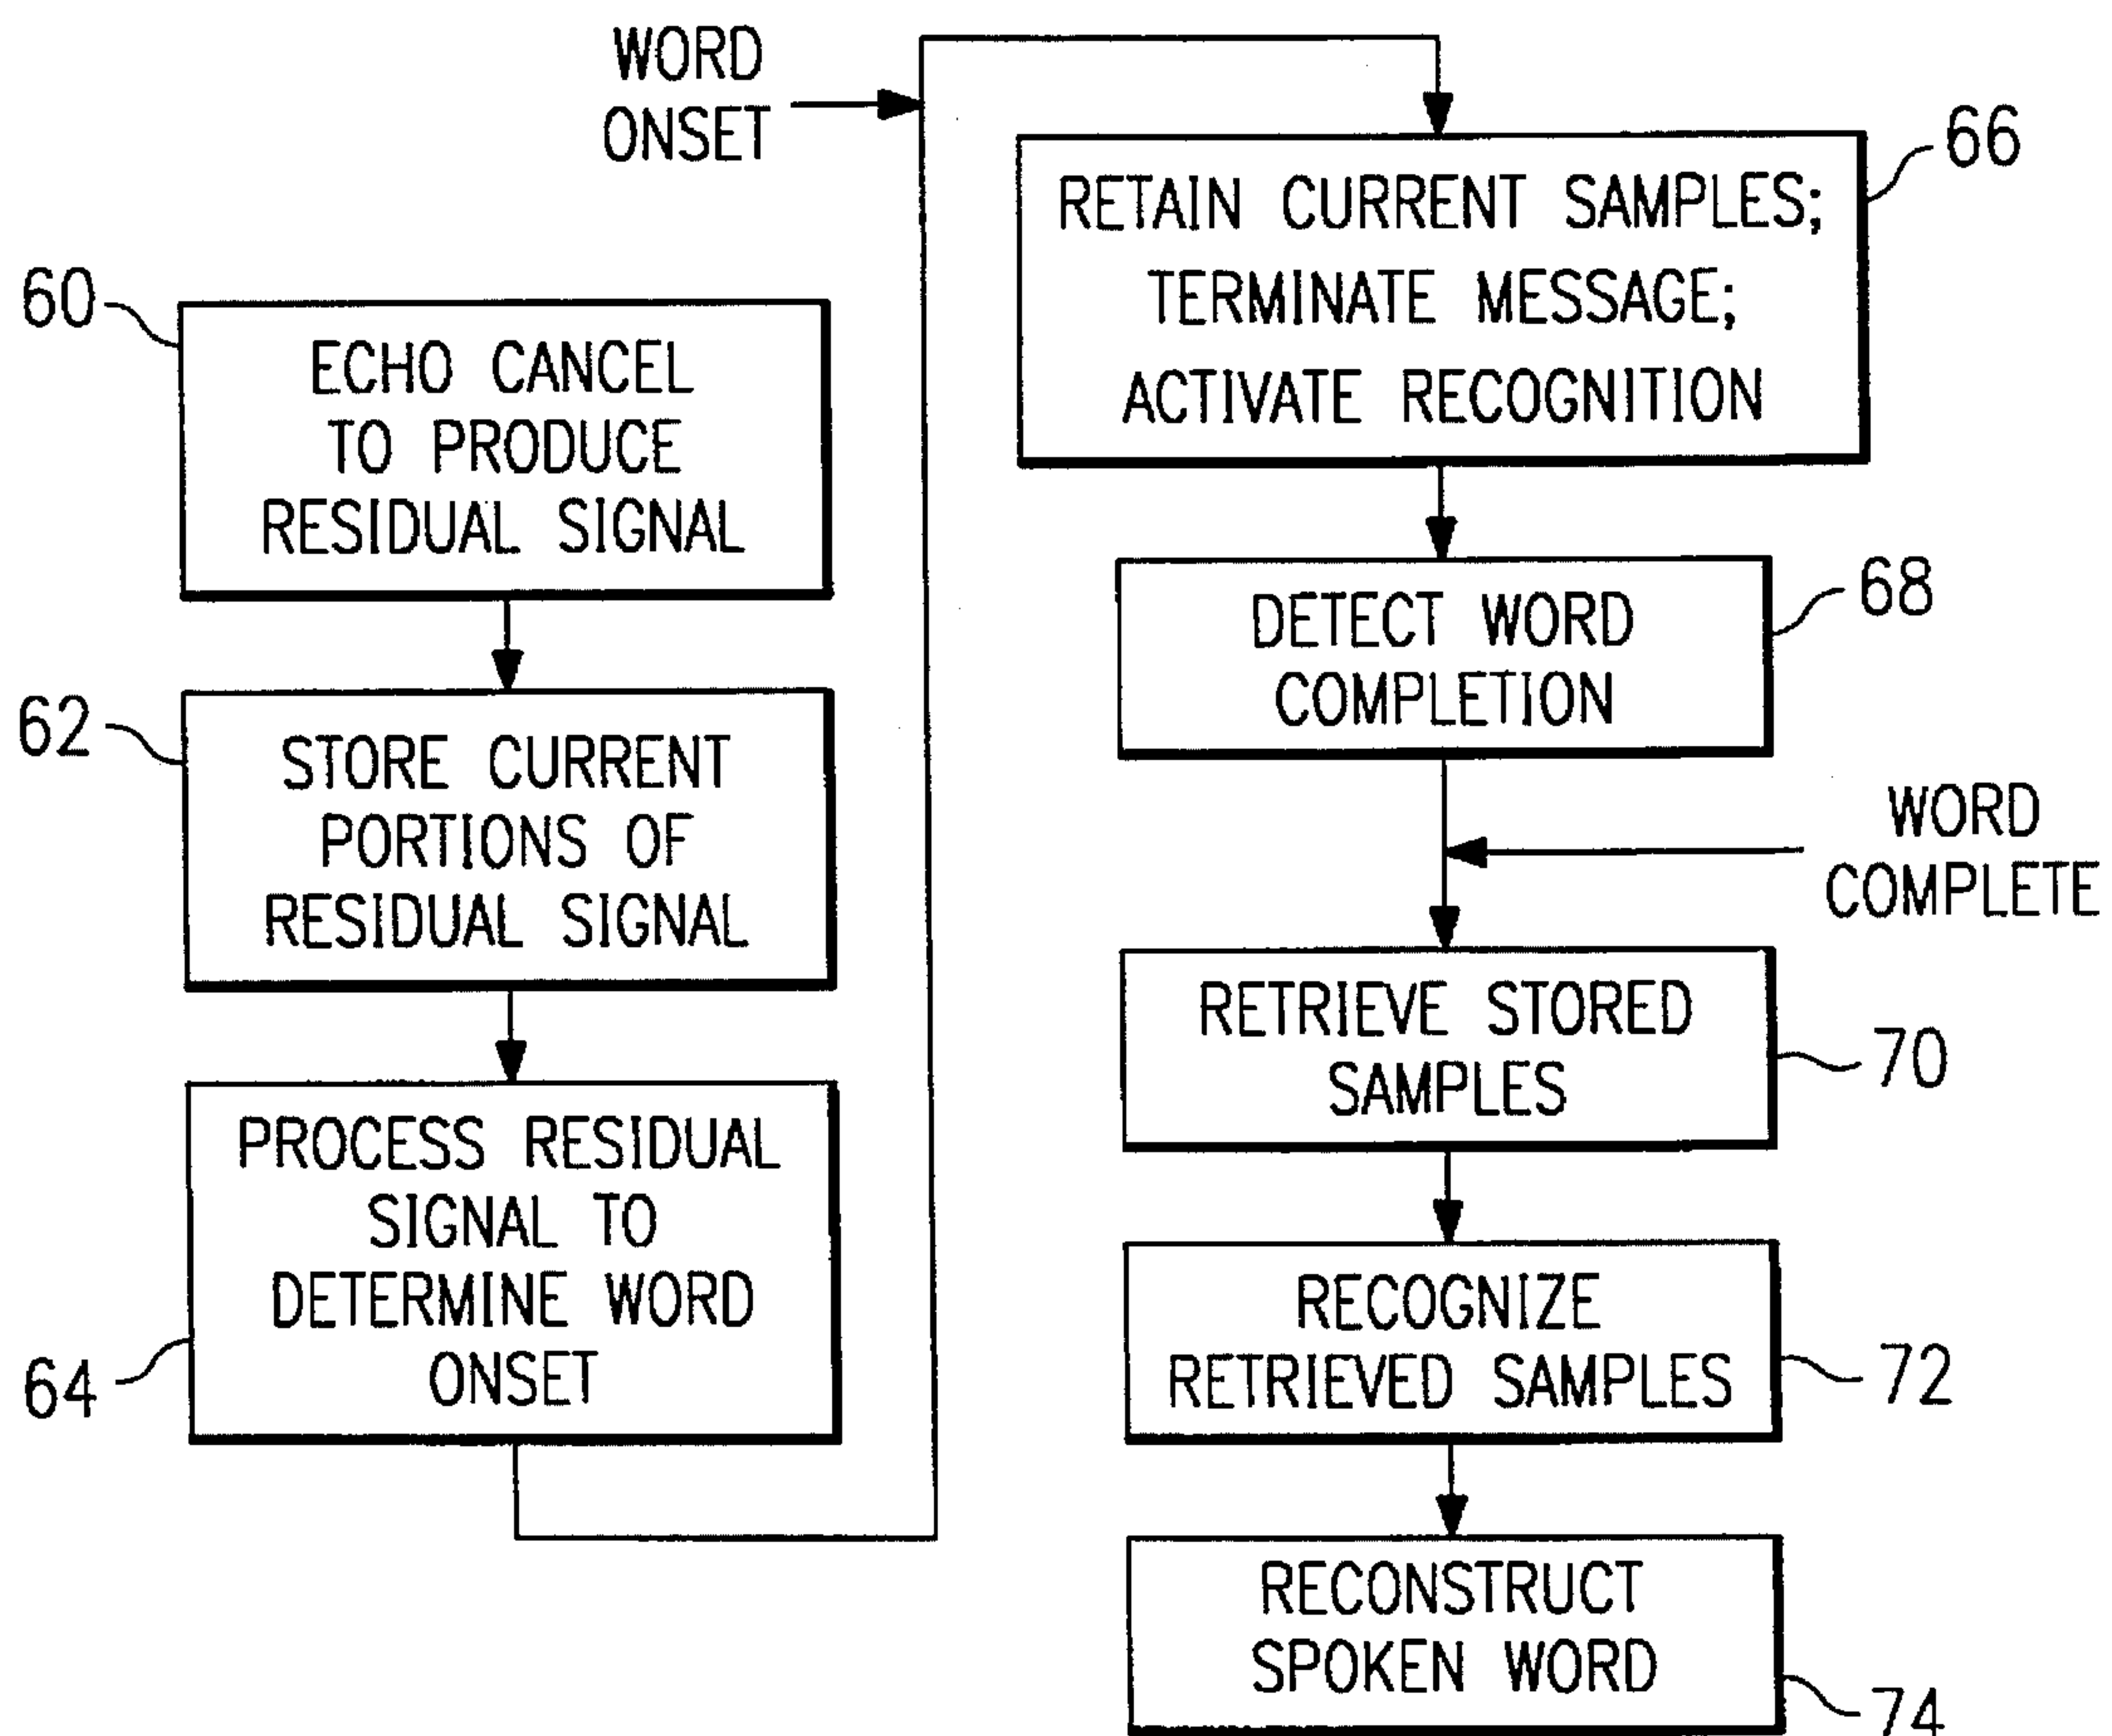 60
ECHO CANCEL
TO PRODUCE
RESIDUAL SIGNAL
62
STORE CURRENT
PORTIONS OF
RESIDUAL SIGNAL
PROCESS RESIDUAL
SIGNAL TO
DETERMINE WORD
ONSET
64
WORD
ONSET
66
RETAIN CURRENT SAMPLES;
TERMINATE MESSAGE;
ACTIVATE RECOGNITION
68
DETECT WORD
COMPLETION
WORD
COMPLETE
RETRIEVE STORED
SAMPLES
70
RECOGNIZE
RETRIEVED SAMPLES
72
RECONSTRUCT
SPOKEN WORD
74